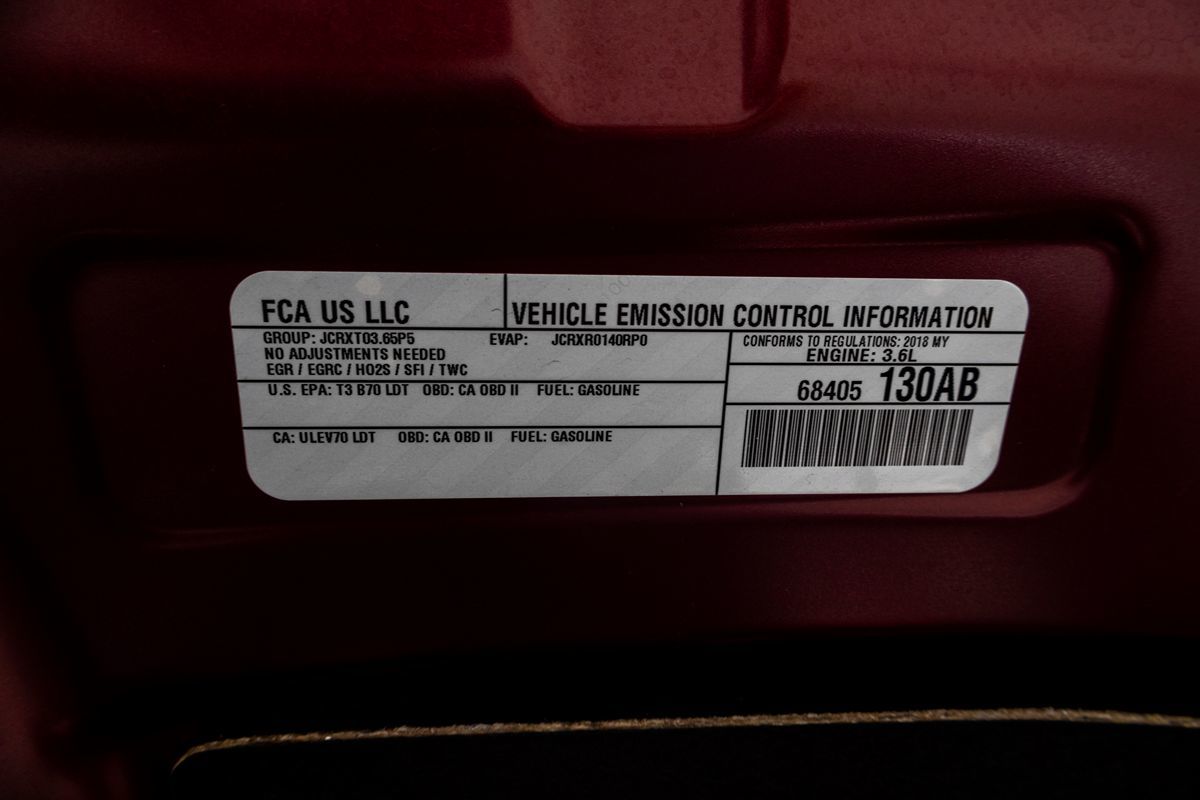 FCA US LLC
VEHICLE EMISSION CONTROL INFORMATION
GROUP: JCRXT03.65P5 EVAP: JCRXR0140RP0
NO ADJUSTMENTS NEEDED
EGR / EGRC / HO2S / SFI / TWC
U.S. EPA: T3 B70 LDT OBD: CA OBD II FUEL: GASOLINE
CA: ULEV70 LDT OBD: CA OBD II FUEL: GASOLINE
CONFORMS TO REGULATIONS: 2018 MY
ENGINE: 3.6L
68405 130AB